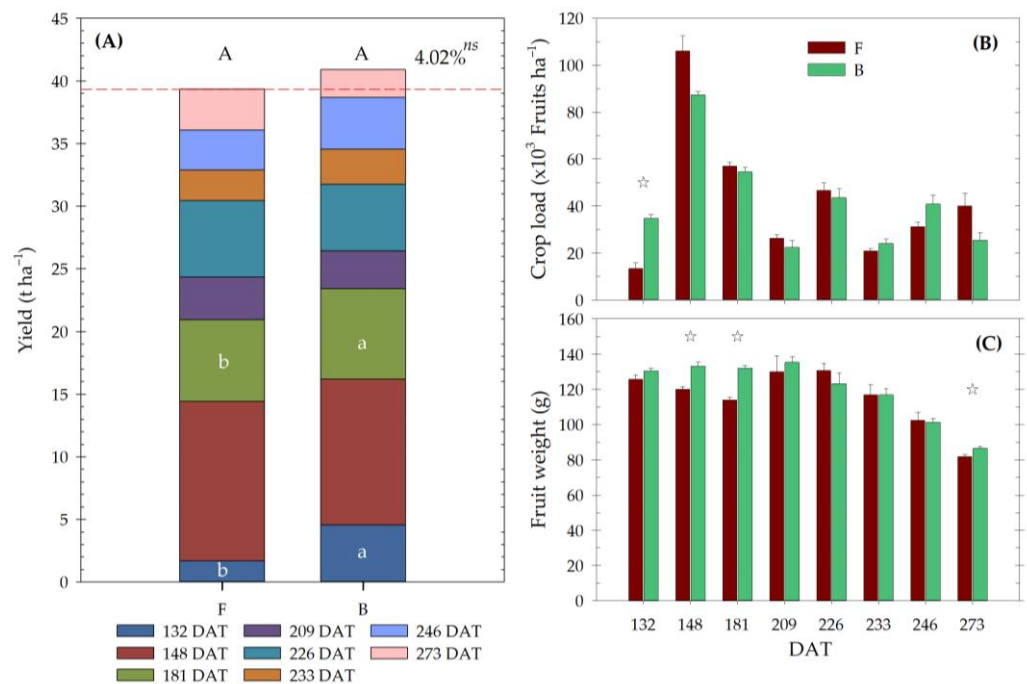 (A)
A
A
4.02%ns
Yield (t ha⁻¹)
45
40
35
30
25
20
15
10
5
0
b
a
b
a
F
B
132 DAT
209 DAT
246 DAT
148 DAT
226 DAT
273 DAT
181 DAT
233 DAT
(B)
F
B
Crop load (x10³ Fruits ha⁻¹)
120
100
80
60
40
20
0
(C)
Fruit weight (g)
160
140
120
100
80
60
40
20
0
132 148 181 209 226 233 246 273
DAT